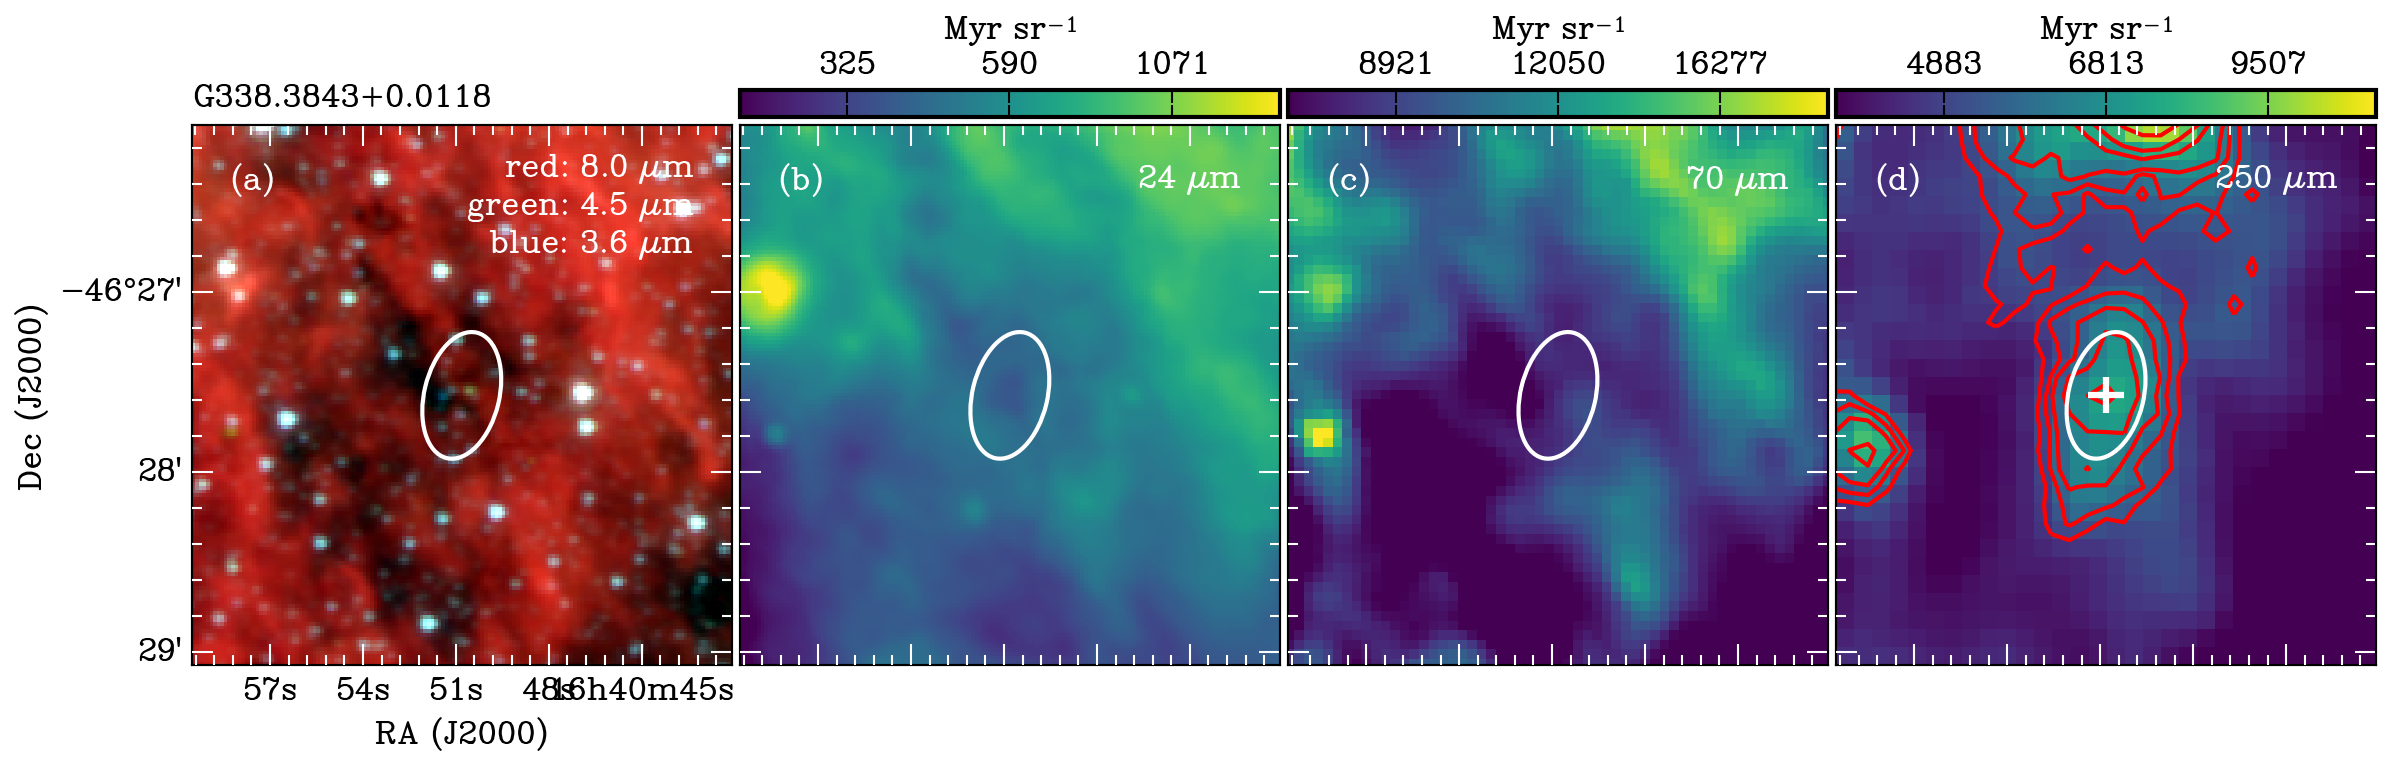 Myr sr⁻¹
325 590 1071
Myr sr⁻¹
8921 12050 16277
Myr sr⁻¹
4883 6813 9507
G338.3843+0.0118
(a)
red: 8.0 μm
green: 4.5 μm
blue: 3.6 μm
(b)
24 μm
(c)
70 μm
(d)
250 μm
Dec (J2000)
−46°27'
28'
29'
57s 54s 51s 48s 16h40m45s
RA (J2000)